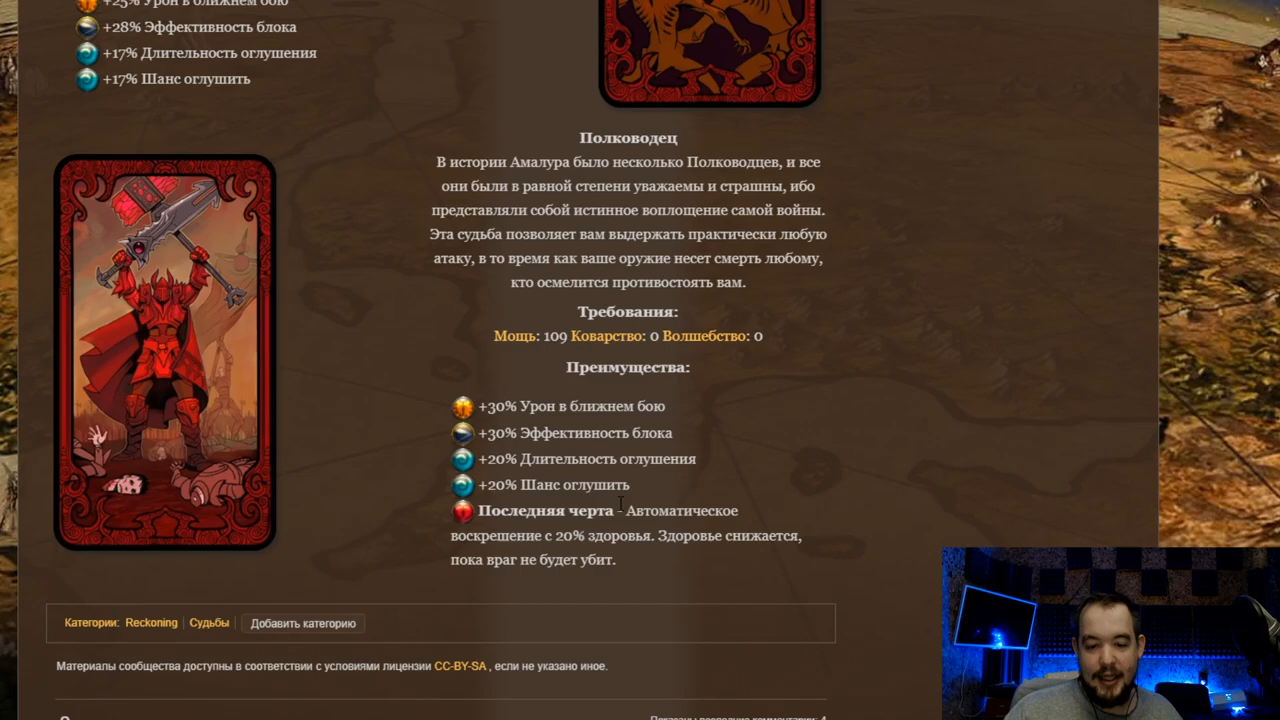 +25% Урон в ближнем бою
+28% Эффективность блока
+17% Длительность оглушения
+17% Шанс оглушить
Полководец
В истории Амалура было несколько Полководцев, и все
они были в равной степени уважаемы и страшны, ибо
представляли собой истинное воплощение самой войны.
Эта судьба позволяет вам выдержать практически любую
атаку, в то время как ваше оружие несет смерть любому,
кто осмелится противостоять вам.
Требования:
Мощь: 109 Коварство: 0 Волшебство: 0
Преимущества:
+30% Урон в ближнем бою
+30% Эффективность блока
+20% Длительность оглушения
+20% Шанс оглушить
Последняя черта - Автоматическое
воскрешение с 20% здоровья. Здоровье снижается,
пока враг не будет убит.
Категории: Reckoning Судьбы Добавить категорию
Материалы сообщества доступны в соответствии с условиями лицензии CC-BY-SA , если не указано иное.